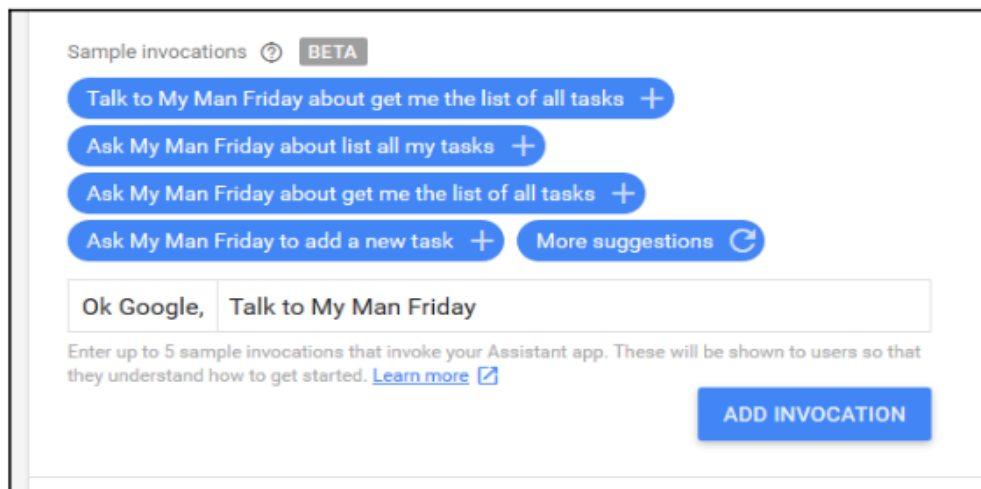 Sample invocations BETA
Talk to My Man Friday about get me the list of all tasks
Ask My Man Friday about list all my tasks
Ask My Man Friday about get me the list of all tasks
Ask My Man Friday to add a new task More suggestions
Ok Google, Talk to My Man Friday
Enter up to 5 sample invocations that invoke your Assistant app. These will be shown to users so that
they understand how to get started. Learn more
ADD INVOCATION